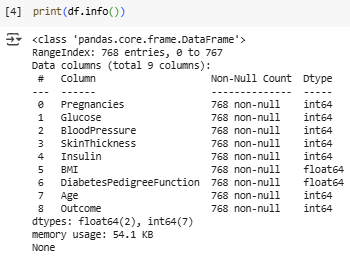 [4] print(df.info())
<class 'pandas.core.frame.DataFrame'>
RangeIndex: 768 entries, 0 to 767
Data columns (total 9 columns):
 #   Column                    Non-Null Count  Dtype
---  ------                    --------------  -----
 0   Pregnancies               768 non-null    int64
 1   Glucose                   768 non-null    int64
 2   BloodPressure             768 non-null    int64
 3   SkinThickness             768 non-null    int64
 4   Insulin                   768 non-null    int64
 5   BMI                       768 non-null    float64
 6   DiabetesPedigreeFunction  768 non-null    float64
 7   Age                       768 non-null    int64
 8   Outcome                   768 non-null    int64
dtypes: float64(2), int64(7)
memory usage: 54.1 KB
None